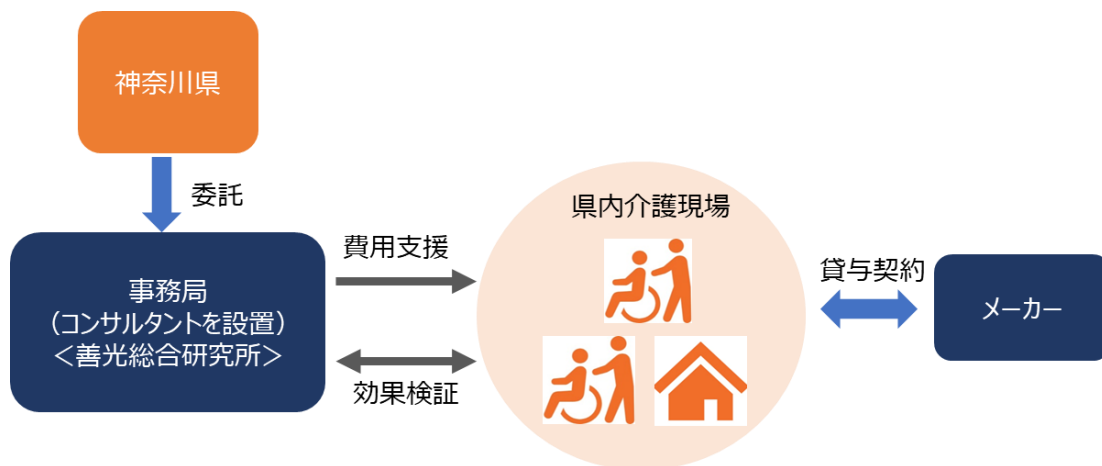 神奈川県
委託
事務局
(コンサルタントを設置)
<善光総合研究所>
費用支援
効果検証
県内介護現場
貸与契約
メーカー